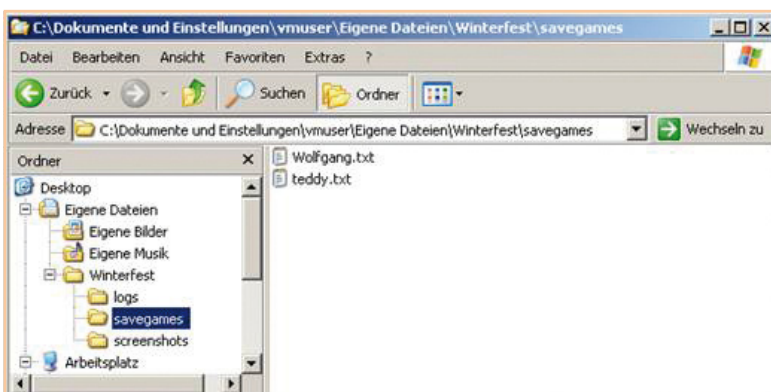 C:\Dokumente und Einstellungen\vmuser\Eigene Dateien\Winterfest\savegames
Datei Bearbeiten Ansicht Favoriten Extras ?
Zurück Suchen Ordner
Adresse C:\Dokumente und Einstellungen\vmuser\Eigene Dateien\Winterfest\savegames Wechseln zu
Ordner
Desktop
Eigene Dateien
Eigene Bilder
Eigene Musik
Winterfest
logs
savegames
screenshots
Arbeitsplatz
Wolfgang.txt
teddy.txt